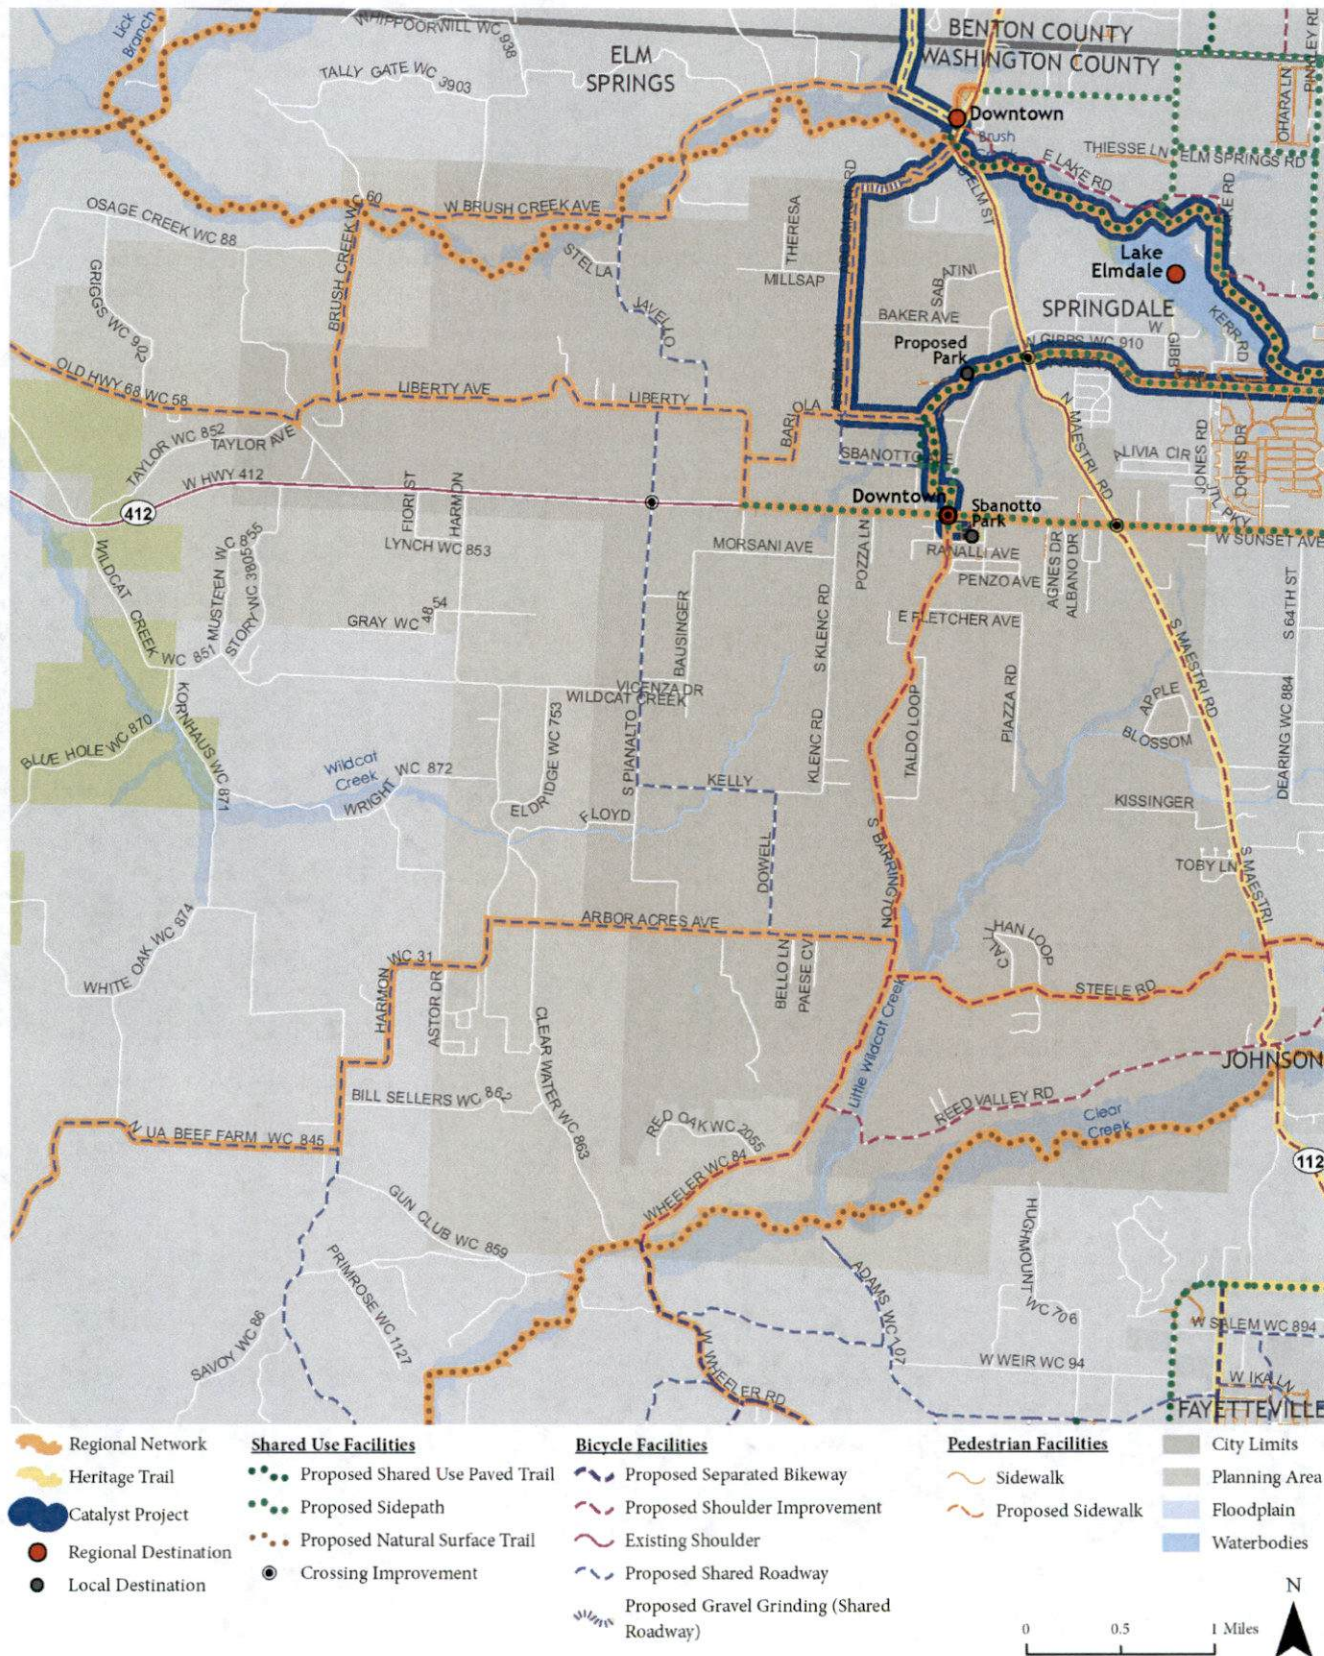 Lick
Branch
WHIPPOORWILL WC 938
BENTON COUNTY
WASHINGTON COUNTY
PINKLEY RD
ELM
SPRINGS
TALLY GATE WC 3903
OHARA LN
Downtown
Brush
THIESSE LN
ELM SPRINGS RD
E LAKE RD
S ELM ST
W BRUSH CREEK AVE
OSAGE CREEK WC 88
BRUSH CREEK WC 60
THERESA
STELLA
MILLSAP
SABATINI
Lake
Elmdale
GRIGGS WC 902
JAVELLO
BAKER AVE
SPRINGDALE
KERR RD
Proposed
Park
N GIBBS WC 910
W GIBBS
OLD HWY 68 WC 58
LIBERTY AVE
LIBERTY
BARIOLA
N MAESTRI RD
TAYLOR WC 852
TAYLOR AVE
SBANOTTO
ALIVIA CIR
JONES RD
DORIS DR
W HWY 412
412
FIORI ST
HARMON
Downtown
Sbanotto
Park
JTL PKY
W SUNSET AVE
LYNCH WC 853
MORSANI AVE
POZZA LN
RANALLI AVE
PENZO AVE
AGNES DR
ALBANO DR
WILDCAT CREEK WC 851
MUSTEEN WC 855
STORY WC 3805
GRAY WC 4854
BAUSINGER
S KLENC RD
E FLETCHER AVE
S MAESTRI RD
S 64TH ST
VICENZA DR
WILDCAT CREEK
KORNHAUS WC 871
BLUE HOLE WC 870
ELDRIDGE WC 753
S PIANALTO
KLENC RD
TALDO LOOP
PIAZZA RD
APPLE
BLOSSOM
DEARING WC 884
Wildcat
Creek
WC 872
WRIGHT
KELLY
FLOYD
KISSINGER
DOWELL
S BARRINGTON
TOBY LN
S MAESTRI
WHITE OAK WC 874
ARBOR ACRES AVE
CALLAHAN LOOP
HARMON
WC 31
ASTOR DR
BELLO LN
PAESE CV
STEELE RD
CLEAR WATER WC 863
Little Wildcat Creek
JOHNSON
BILL SELLERS WC 862
REED VALLEY RD
Clear
Creek
N UA BEEF FARM WC 845
RED OAK WC 2055
112
WHEELER WC 84
GUN CLUB WC 859
HUGHMOUNT
WC 706
PRIMROSE WC 1127
ADAMS WC 107
SAVOY WC 86
W SALEM WC 894
W WEIR WC 94
W WHEELER RD
W IKA LN
FAYETTEVILLE
Regional Network
Heritage Trail
Catalyst Project
Regional Destination
Local Destination
Shared Use Facilities
Proposed Shared Use Paved Trail
Proposed Sidepath
Proposed Natural Surface Trail
Crossing Improvement
Bicycle Facilities
Proposed Separated Bikeway
Proposed Shoulder Improvement
Existing Shoulder
Proposed Shared Roadway
Proposed Gravel Grinding (Shared
Roadway)
Pedestrian Facilities
Sidewalk
Proposed Sidewalk
City Limits
Planning Area
Floodplain
Waterbodies
N
0 0.5 1 Miles